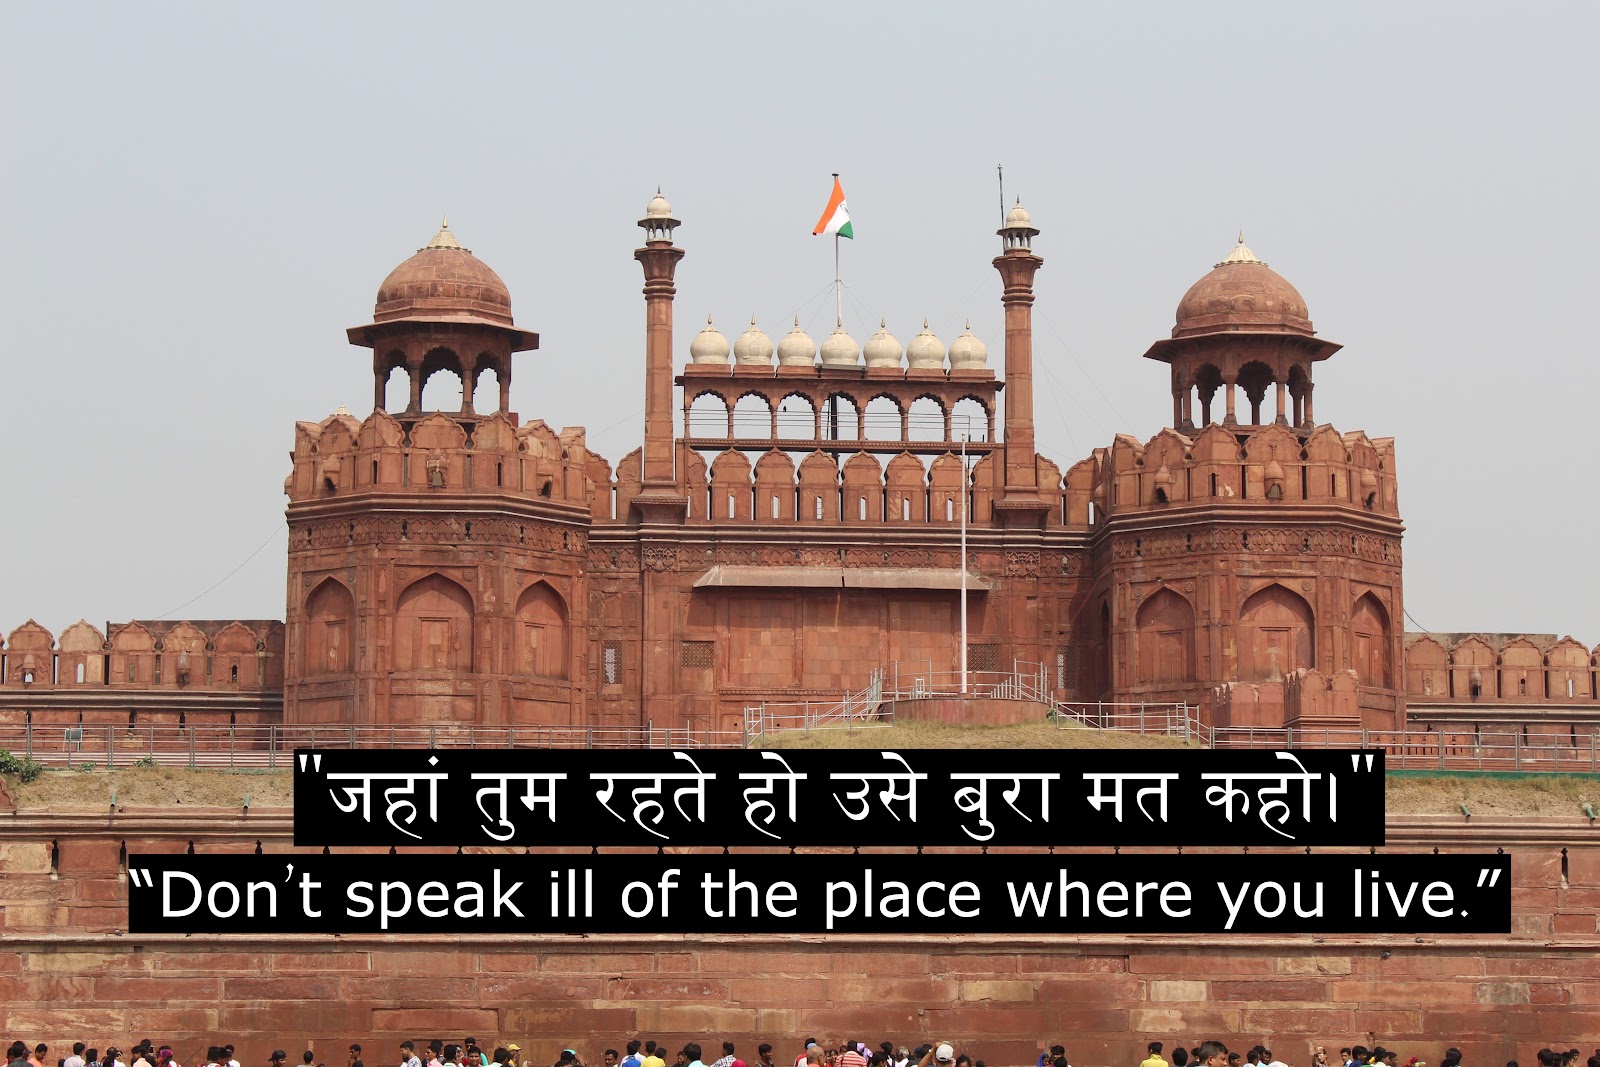 "जहां तुम रहते हो उसे बुरा मत कहो।"
“Don’t speak ill of the place where you live.”